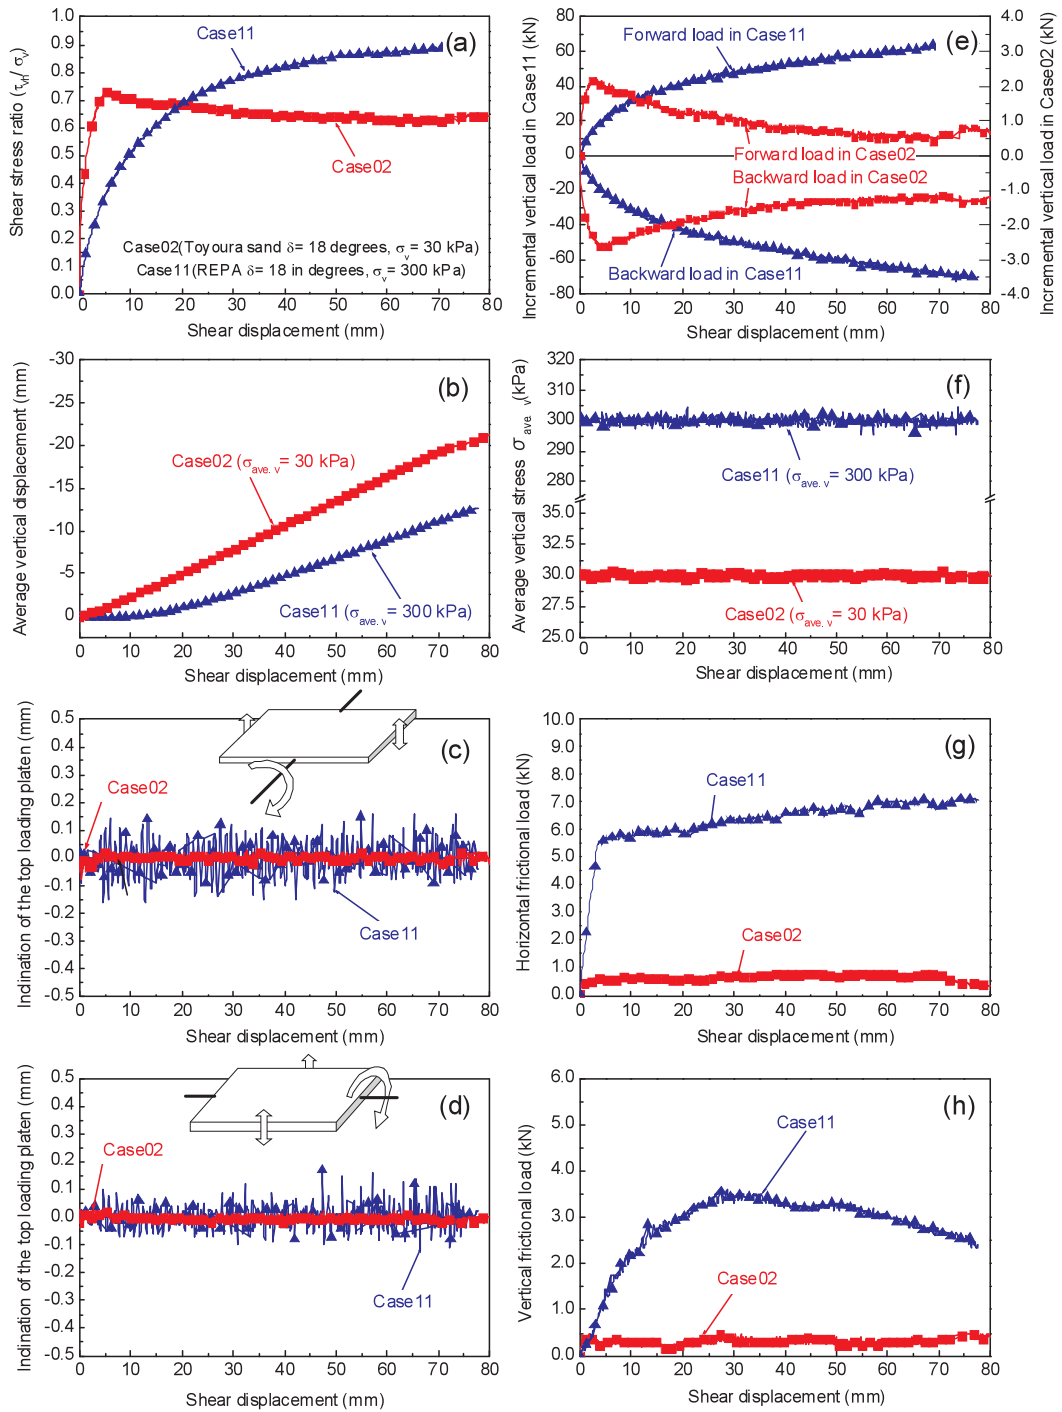 (a)
Case11
Case02
Case02(Toyoura sand δ= 18 degrees, σv= 30 kPa)
Case11(REPA δ= 18 in degrees, σv= 300 kPa)
Shear stress ratio (τvh/ σv)
0.9
0.8
0.7
0.6
0.5
0.4
0.3
0.2
0.1
0.0
0 10 20 30 40 50 60 70 80
Shear displacement (mm)
(e)
Forward load in Case11
Forward load in Case02
Backward load in Case02
Backward load in Case11
Incremental vertical load in Case11 (kN)
80
60
40
20
0
-20
-40
-60
-80
Incremental vertical load in Case02 (kN)
4.0
3.0
2.0
1.0
0.0
-1.0
-2.0
-3.0
-4.0
0 10 20 30 40 50 60 70 80
Shear displacement (mm)
(b)
Case02 (σave. v= 30 kPa)
Case11 (σave. v= 300 kPa)
Average vertical displacement (mm)
-30
-25
-20
-15
-10
-5
0
0 10 20 30 40 50 60 70 80
Shear displacement (mm)
(f)
Case11 (σave. v= 300 kPa)
Case02 (σave. v= 30 kPa)
Average vertical stress σave. v(kPa)
320
310
300
290
280
35.0
32.5
30.0
27.5
25.0
0 10 20 30 40 50 60 70 80
Shear displacement (mm)
(c)
Case02
Case11
Indination of the top loading platen (mm)
0.5
0.4
0.3
0.2
0.1
0.0
-0.1
-0.2
-0.3
-0.4
-0.5
0 10 20 30 40 50 60 70 80
Shear displacement (mm)
(g)
Case11
Case02
Horizontal frictional load (kN)
10.0
9.0
8.0
7.0
6.0
5.0
4.0
3.0
2.0
1.0
0.0
0 10 20 30 40 50 60 70 80
Shear displacement (mm)
(d)
Case02
Case11
Indination of the top loading platen (mm)
0.5
0.4
0.3
0.2
0.1
0.0
-0.1
-0.2
-0.3
-0.4
-0.5
0 10 20 30 40 50 60 70 80
Shear displacement (mm)
(h)
Case11
Case02
Vertical frictional load (kN)
6.0
5.0
4.0
3.0
2.0
1.0
0.0
0 10 20 30 40 50 60 70 80
Shear displacement (mm)